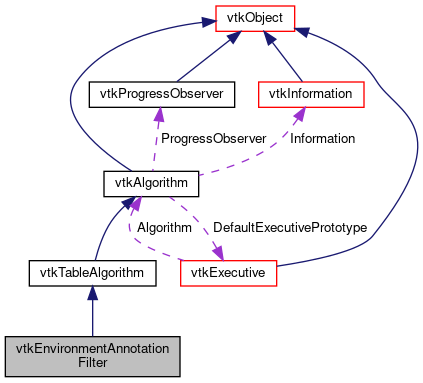 vtkObject
vtkProgressObserver
vtkInformation
ProgressObserver
Information
vtkAlgorithm
Algorithm
DefaultExecutivePrototype
vtkTableAlgorithm
vtkExecutive
vtkEnvironmentAnnotation
Filter